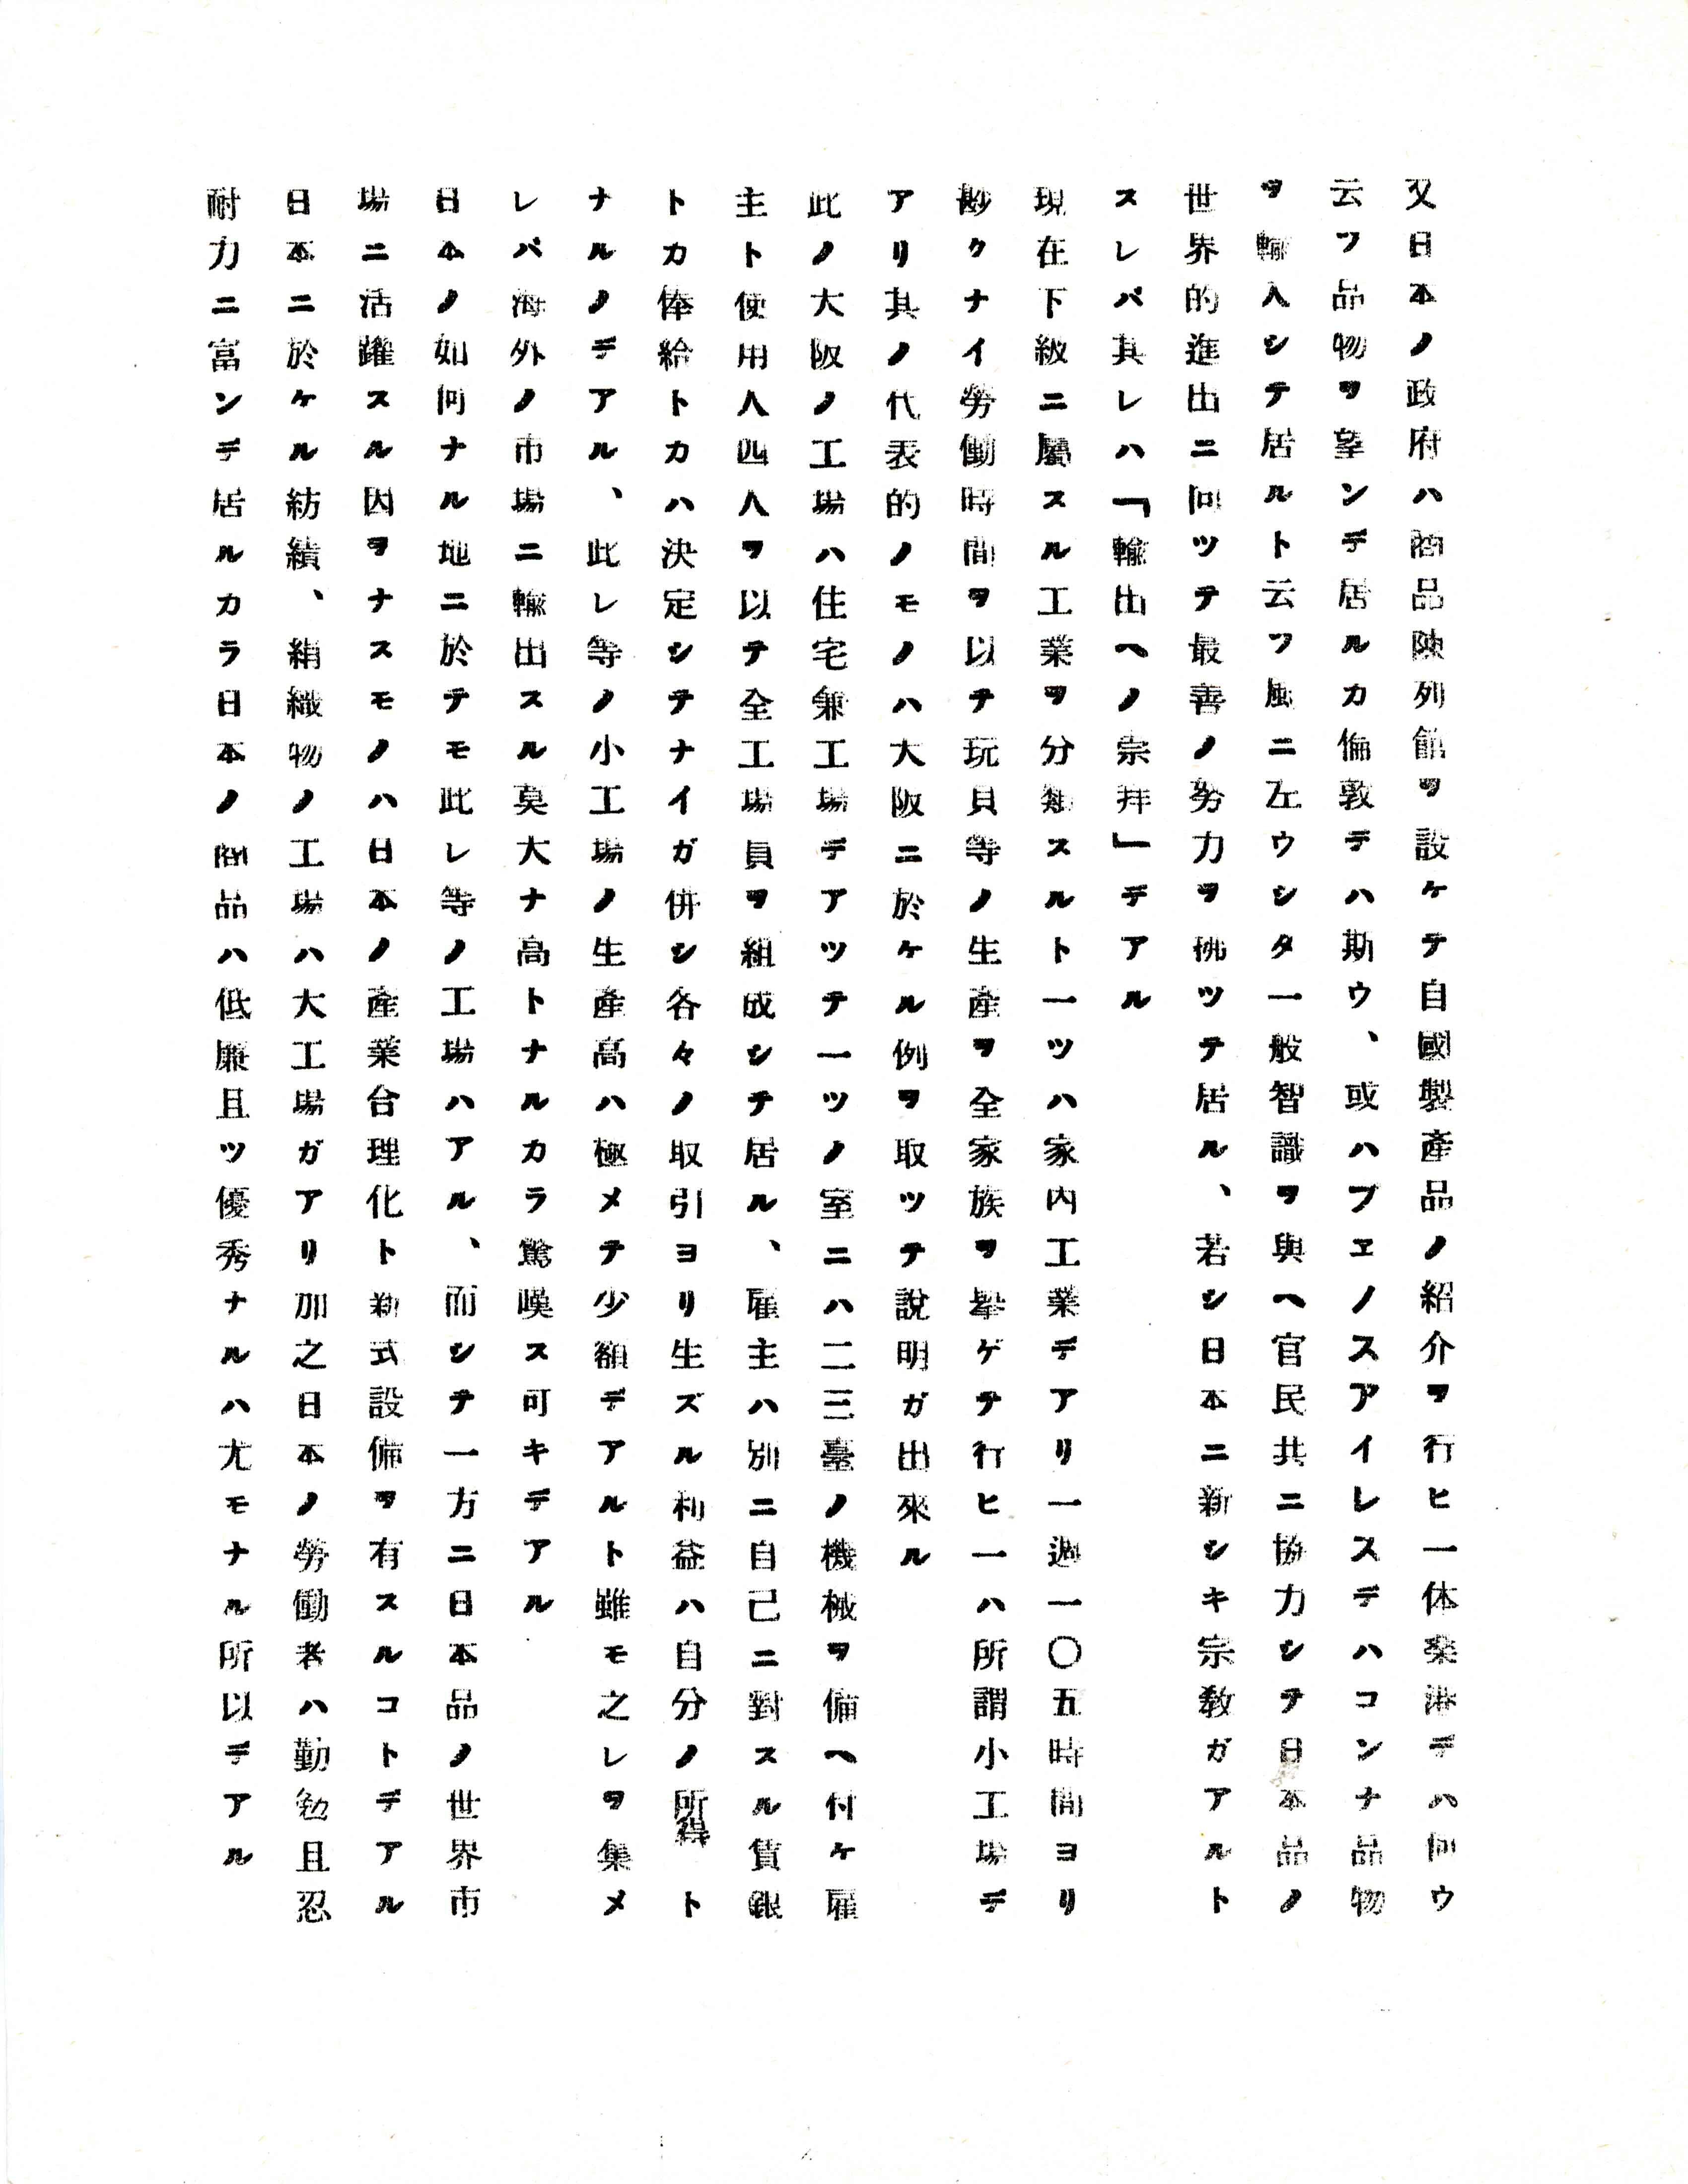 又日本ノ政府ハ商品陳列館ヲ設ケテ自國製產品ノ紹介ヲ行ヒ一体桑港デハ何ウ
云フ品物ヲ望ンデ居ルカ倫敦デハ斯ウ、或ハブエノスアイレスデハコンナ品物
ヲ輸入シテ居ルト云フ風ニ左ウシタ一般智識ヲ與ヘ官民共ニ協力シテ日本品ノ
世界的進出ニ向ツテ最善ノ努力ヲ拂ツテ居ル、若シ日本ニ新シキ宗教ガアルト
スレバ其レハ「輸出ヘノ崇拝」デアル
現在下級ニ屬スル工業ヲ分類スルト一ツハ家內工業デアリ一週一〇五時間ヨリ
尠クナイ勞働時間ヲ以テ玩具等ノ生產ヲ全家族ヲ擧ゲテ行ヒ一ハ所謂小工場デ
アリ其ノ代表的ノモノハ大阪ニ於ケル例ヲ取ツテ說明ガ出來ル
此ノ大阪ノ工場ハ住宅兼工場デアツテ一ツノ室ニハ二三臺ノ機械ヲ備ヘ付ケ雇
主ト使用人四人ヲ以テ全工場員ヲ組成シテ居ル、雇主ハ別ニ自己ニ對スル賃銀
トカ俸給トカハ決定シテナイガ併シ各々ノ取引ヨリ生ズル利益ハ自分ノ所得ト
ナルノデアル、此レ等ノ小工場ノ生產高ハ極メテ少額デアルト雖モ之レヲ集メ
レバ海外ノ市場ニ輸出スル莫大ナ高トナルカラ驚嘆ス可キデアル
日本ノ如何ナル地ニ於テモ此レ等ノ工場ハアル、而シテ一方ニ日本品ノ世界市
場ニ活躍スル因ヲナスモノハ日本ノ產業合理化ト新式設備ヲ有スルコトデアル
日本ニ於ケル紡績、絹織物ノ工場ハ大工場ガアリ加之日本ノ勞働者ハ勤勉且忍
耐力ニ富ンデ居ルカラ日本ノ商品ハ低廉且ツ優秀ナルハ尤モナル所以デアル